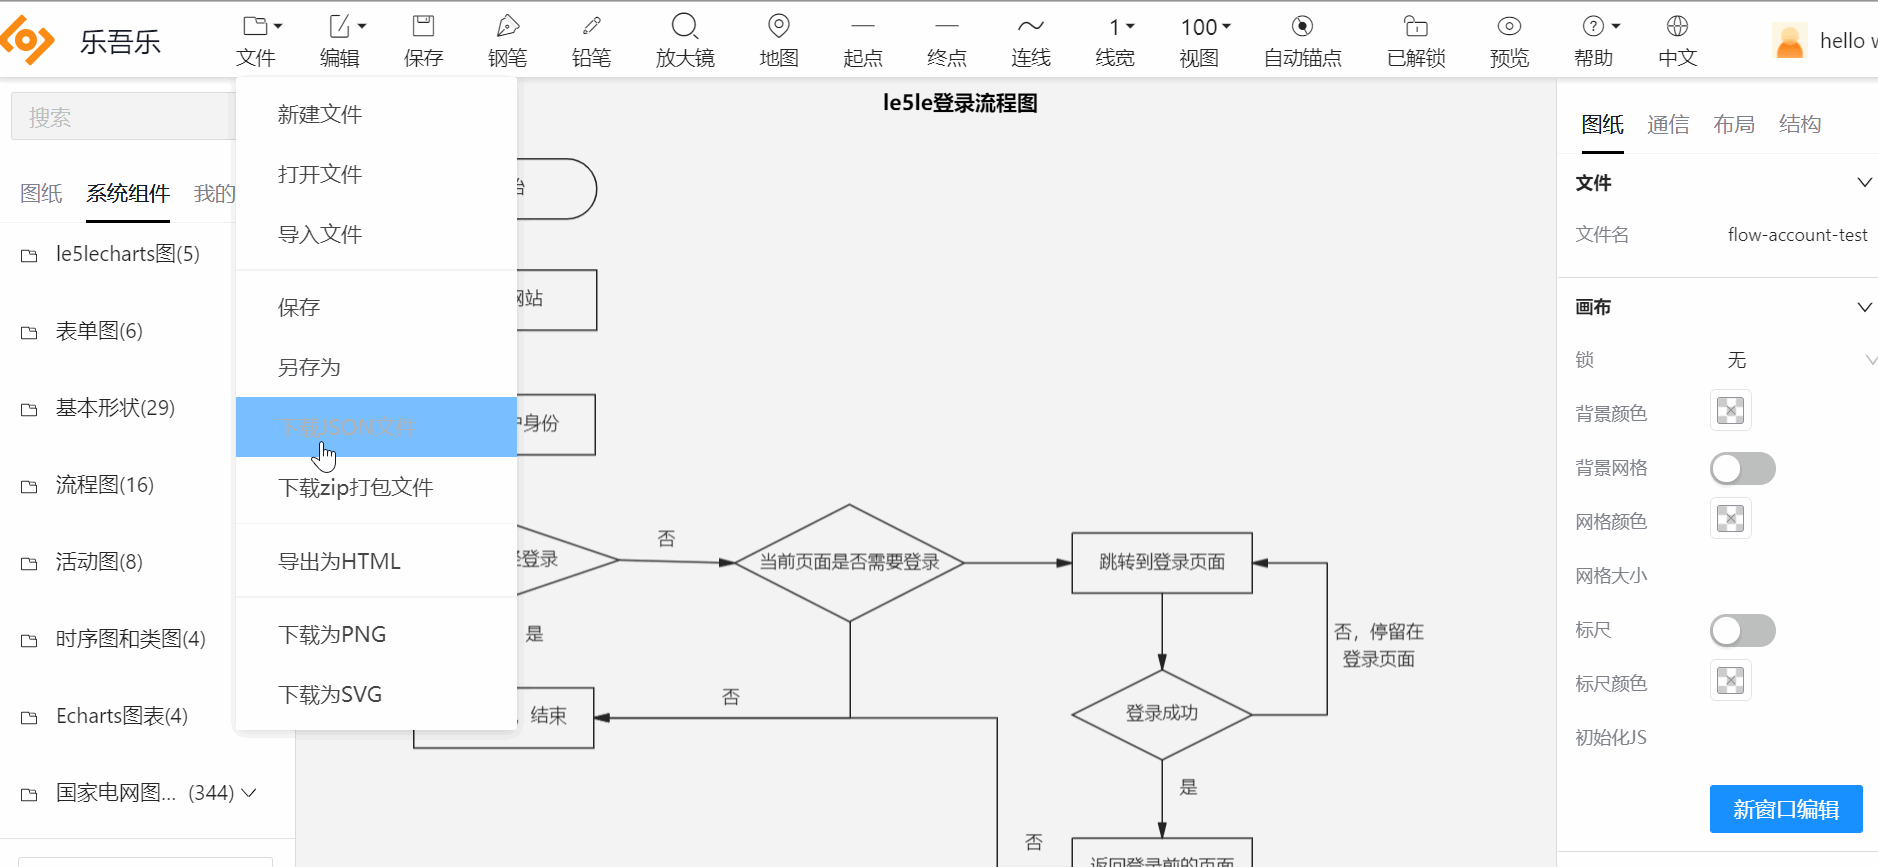 乐吾乐
文件
编辑
保存
钢笔
铅笔
放大镜
地图
起点
终点
连线
1
线宽
100
视图
自动锚点
已解锁
预览
帮助
中文
hello
搜索
图纸
系统组件
我的
le5lecharts图(5)
表单图(6)
基本形状(29)
流程图(16)
活动图(8)
时序图和类图(4)
Echarts图表(4)
国家电网图... (344)
新建文件
打开文件
导入文件
保存
另存为
下载JSON文件
下载zip打包文件
导出为HTML
下载为PNG
下载为SVG
le5le登录流程图
网站
身份
登录
否
当前页面是否需要登录
跳转到登录页面
否，停留在
登录页面
是
否
结束
登录成功
是
否
返回登录前的页面
图纸
通信
布局
结构
文件
文件名
flow-account-test
画布
锁
无
背景颜色
背景网格
网格颜色
网格大小
标尺
标尺颜色
初始化JS
新窗口编辑